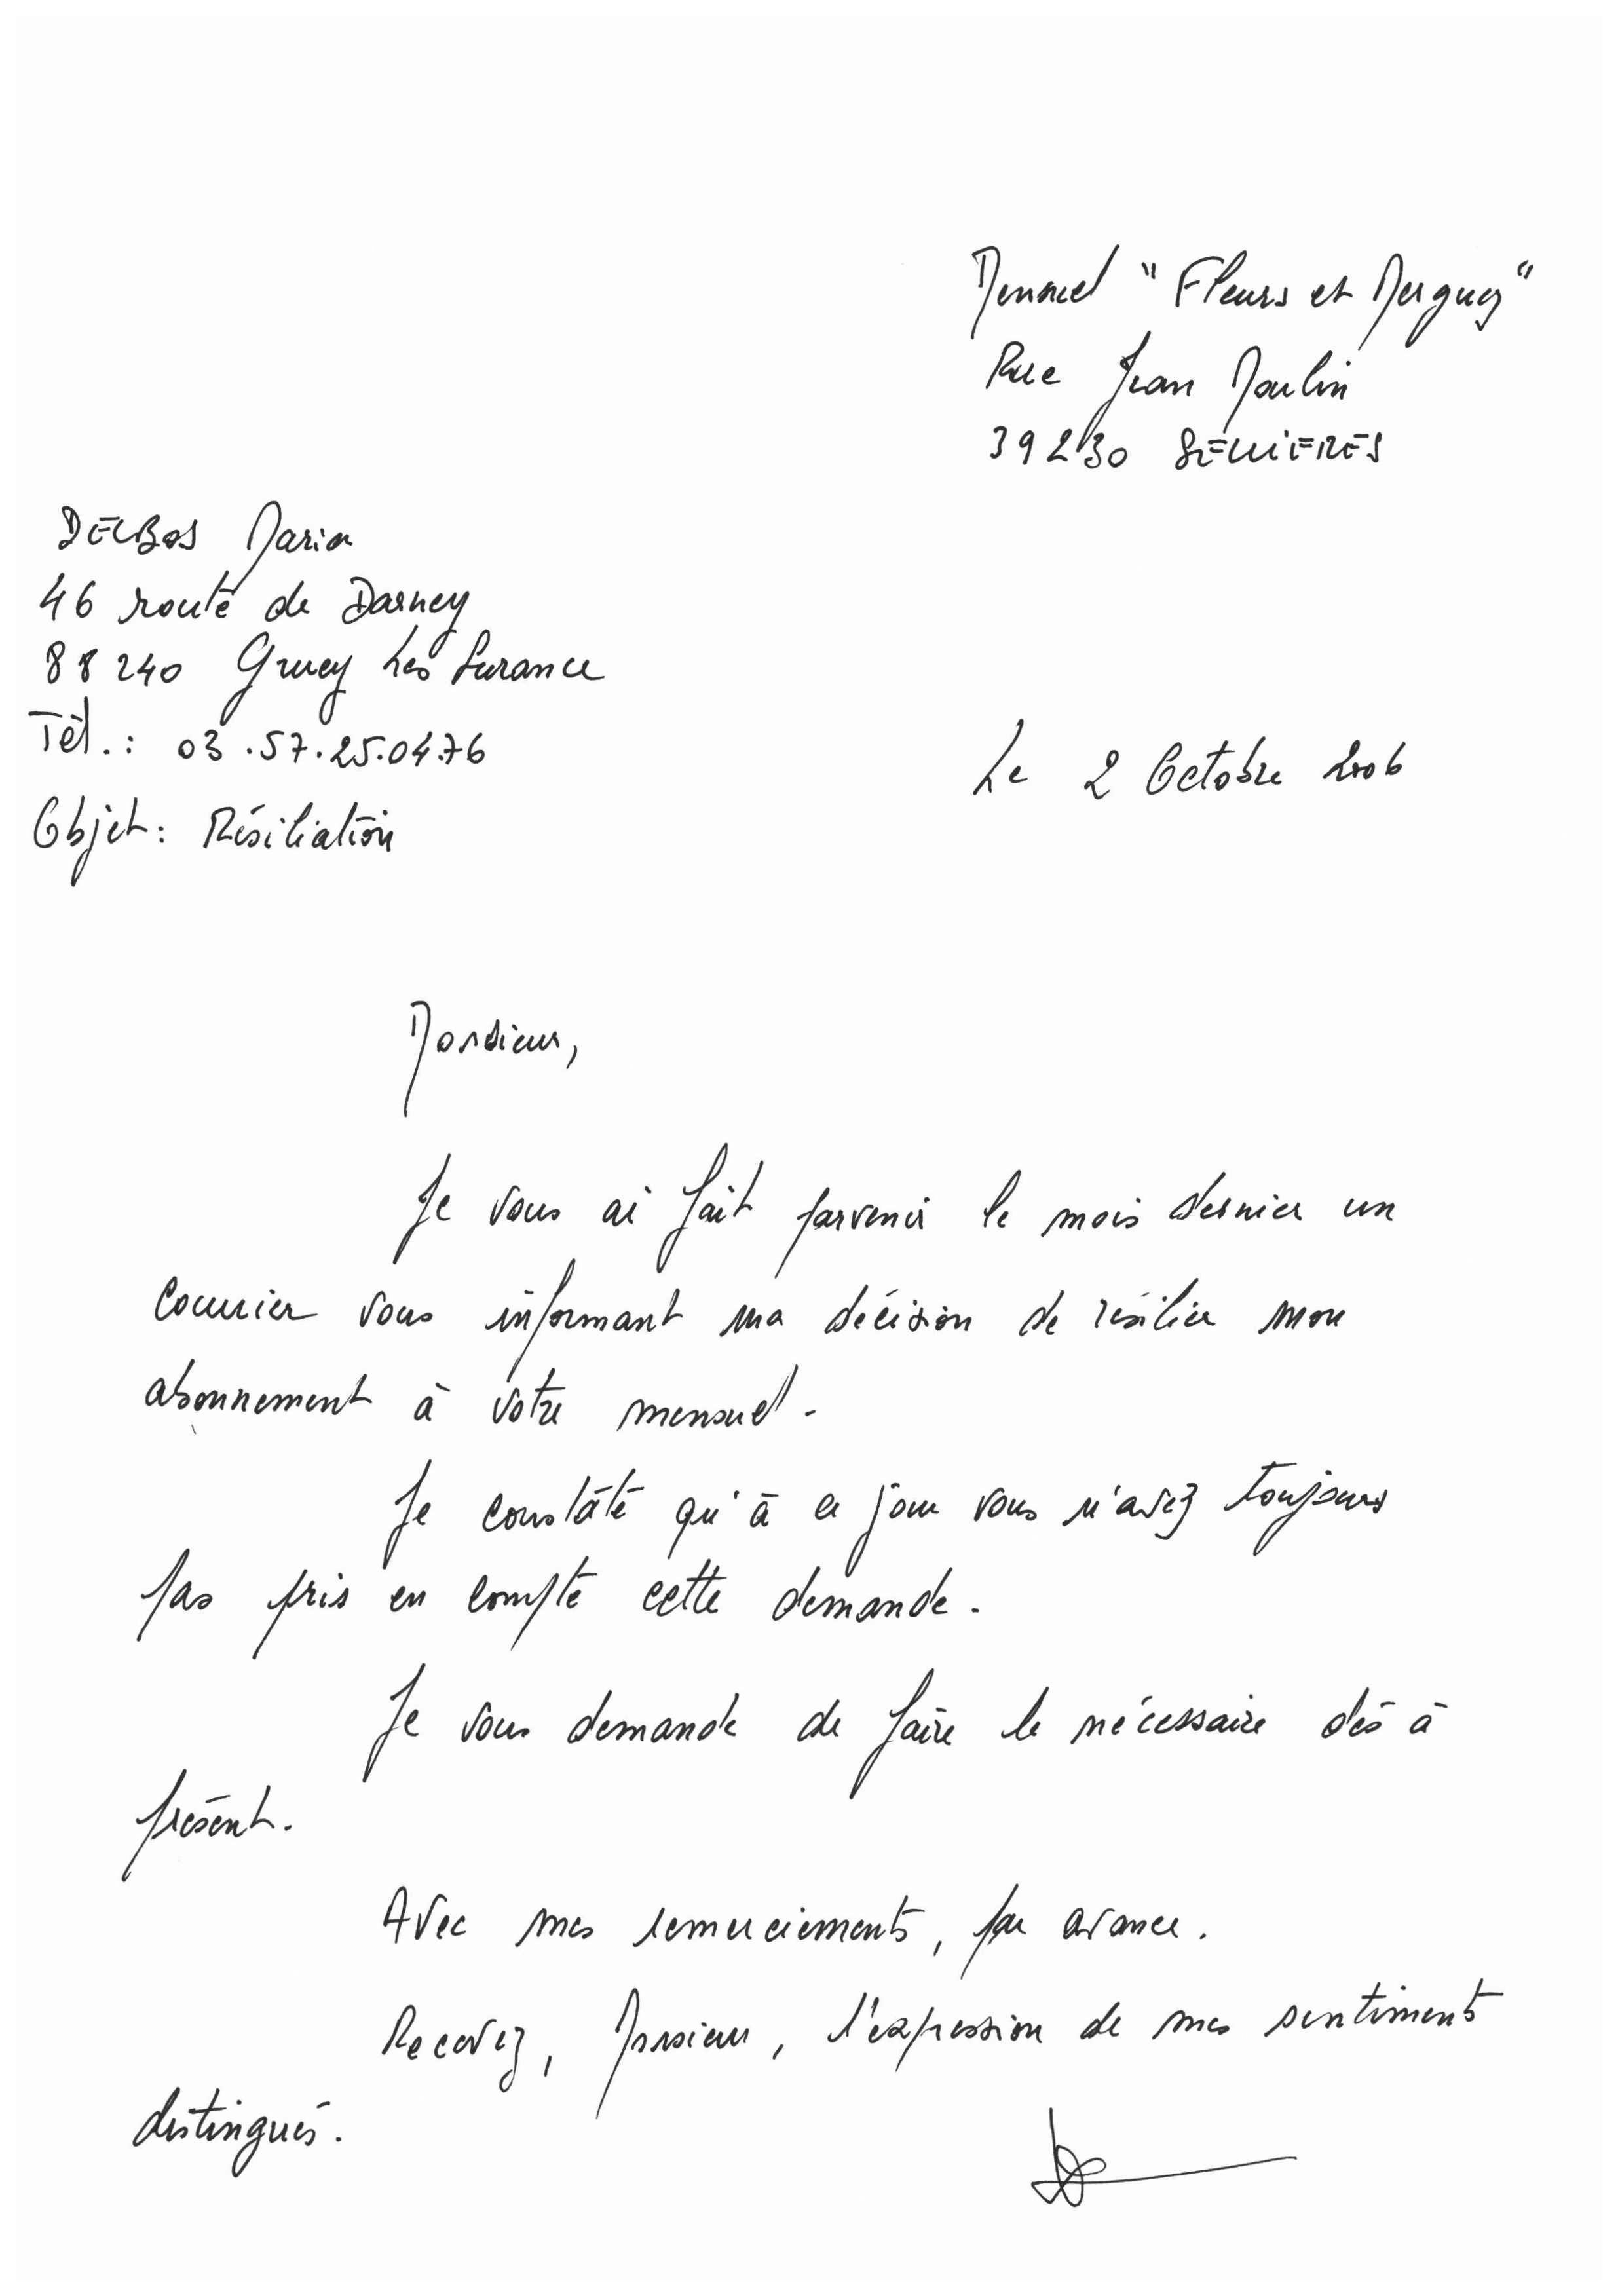 Mensuel "Fleurs et Muguey"
Rue Jean Moulin
39230 SELLIERES
DELBOS Maria
46 route de Darney
88240 Gruey Les Surance
Tèl.: 03.57.25.04.76
Le 2 Octobre 2006
Objet: Résiliation
Monsieur,
Je vous ai fait parvenir le mois dernier un
Courrier vous informant ma décision de résilier mon
abonnement à votre mensuel.
Je constate qu'à ce jour vous n'avez toujours
pas pris en compte cette demande.
Je vous demande de faire le nécessaire dès à
présent.
Avec mes remerciements, par avance.
Recevez, Monsieur, l'expression de mes sentiments
distingués.